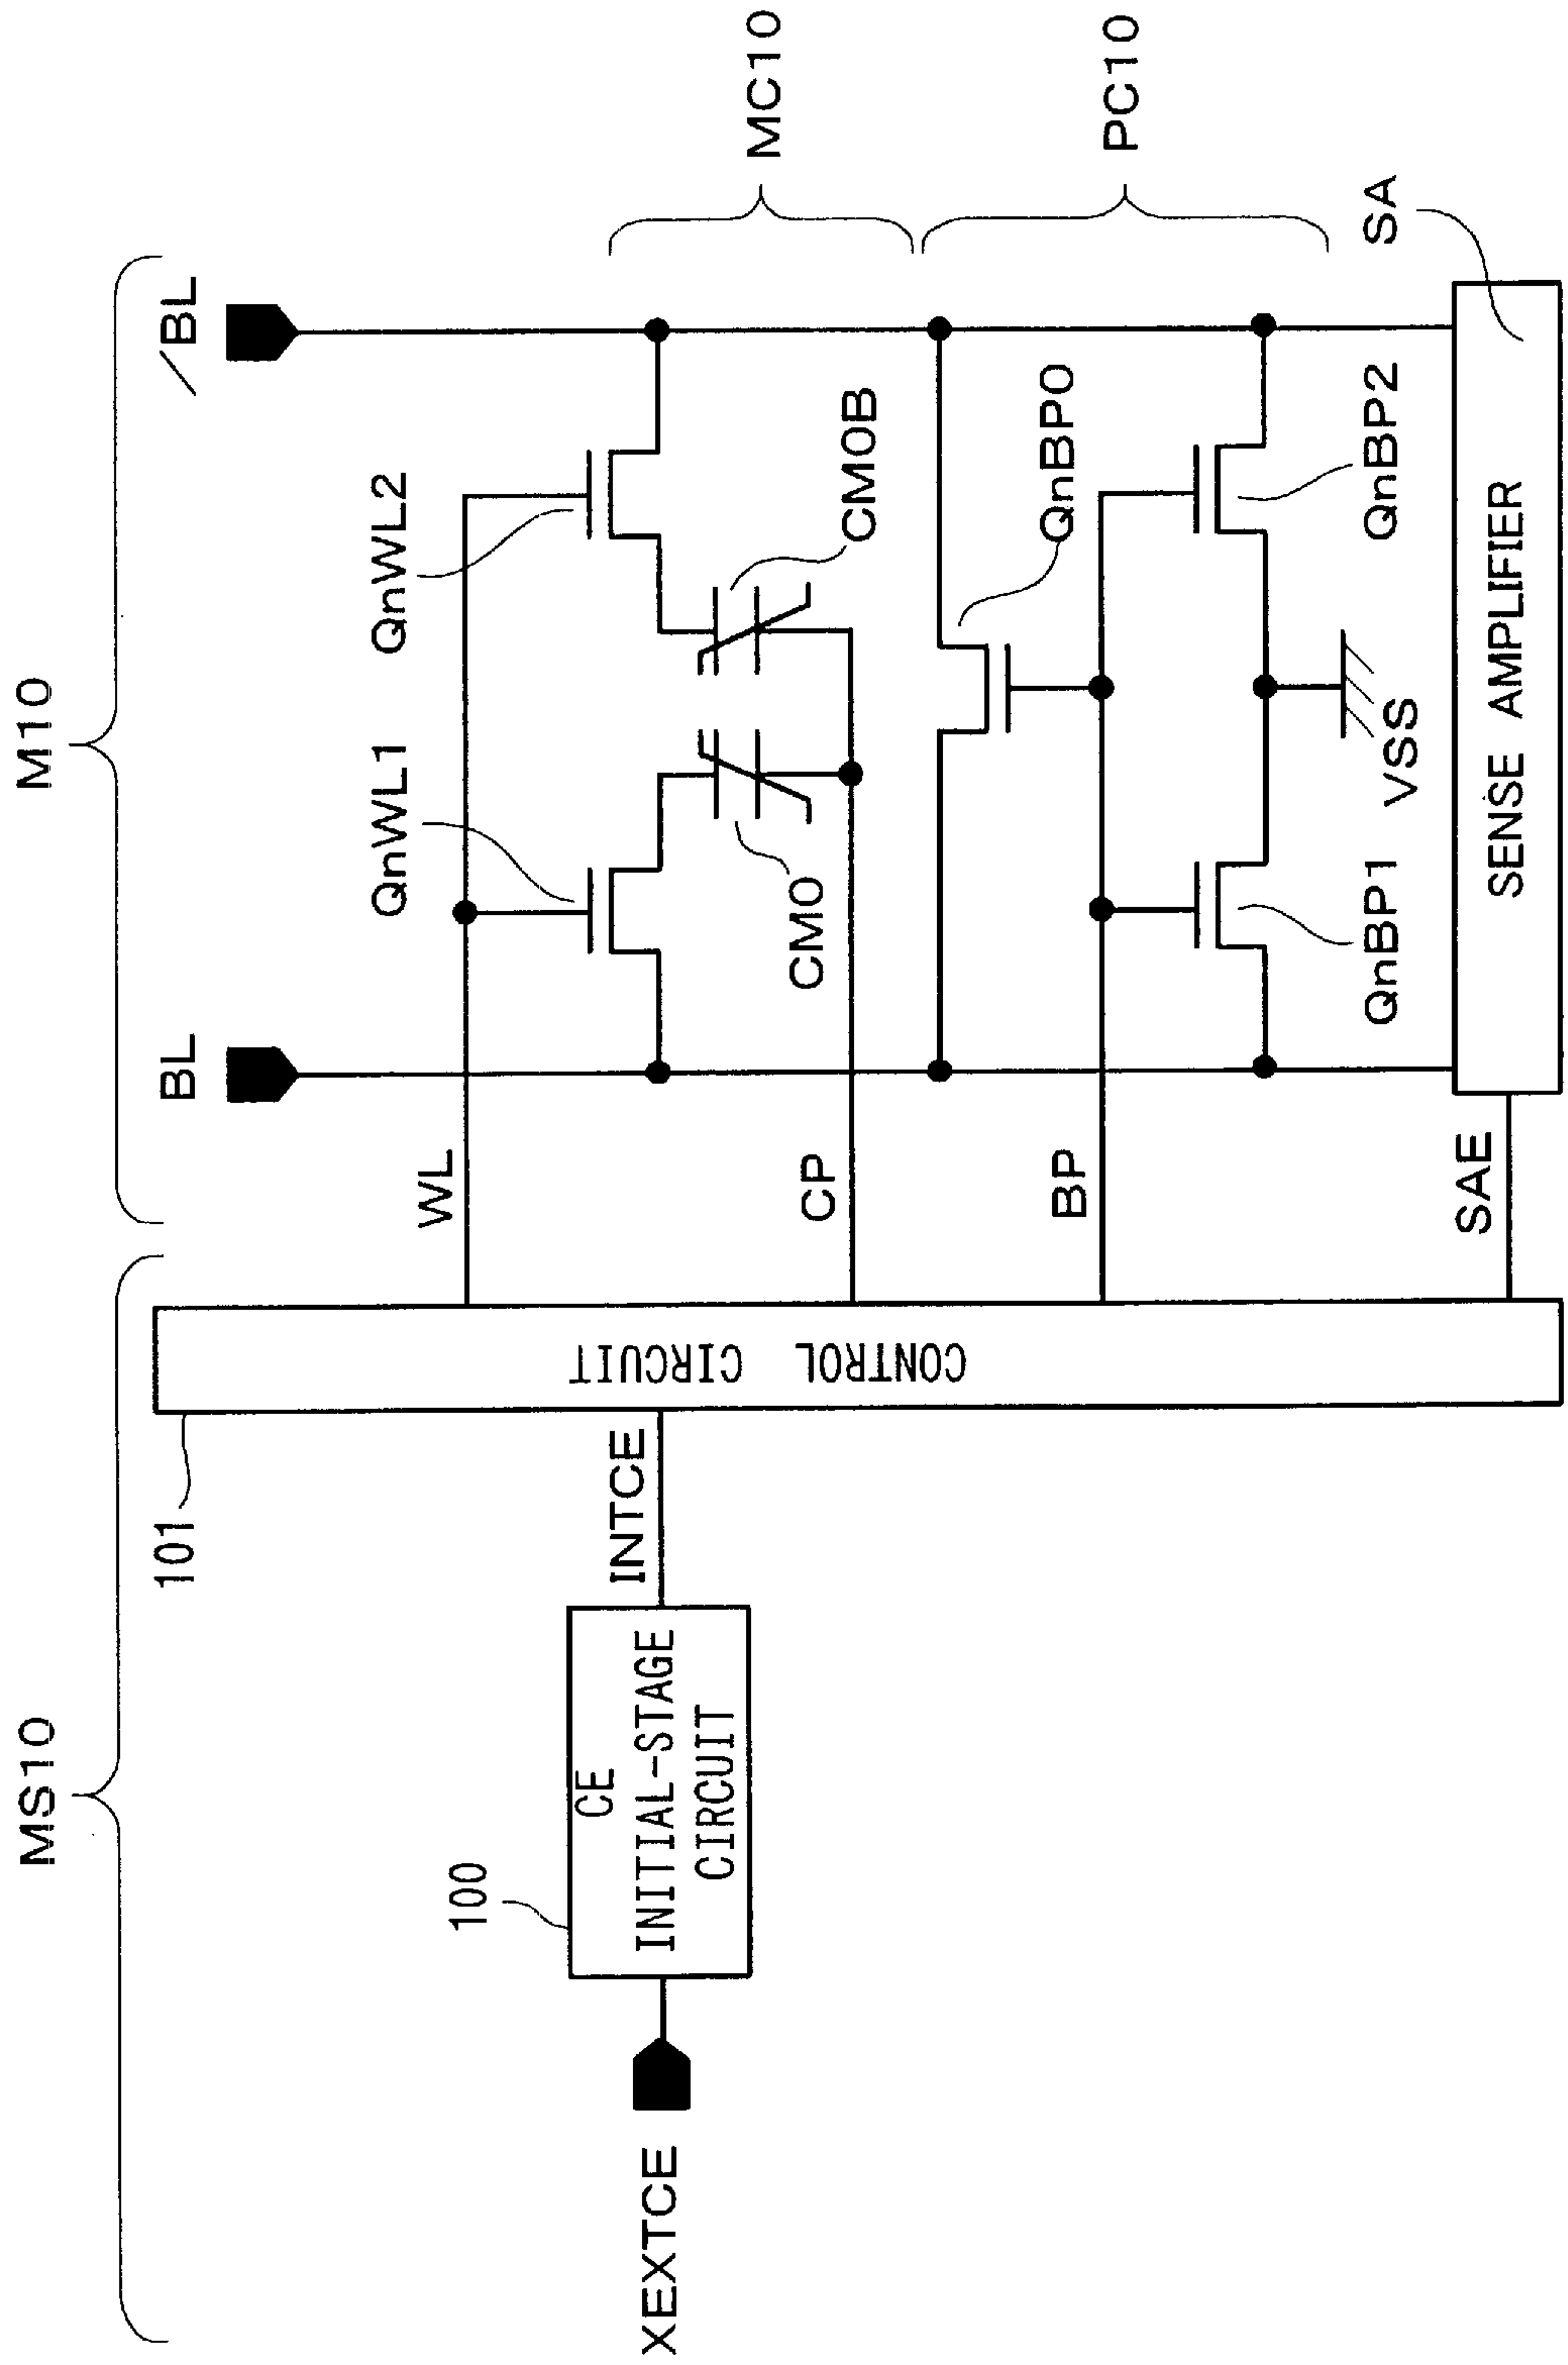 MS10
M10
101
BL
/BL
WL
QnWL1
QnWL2
100
CE
INITIAL-STAGE
CIRCUIT
XEXTCE
INTCE
CONTROL CIRCUIT
CP
CM0
CM0B
MC10
BP
QnBP0
PC10
QnBP1
VSS
QnBP2
SA
SAE
SENSE AMPLIFIER